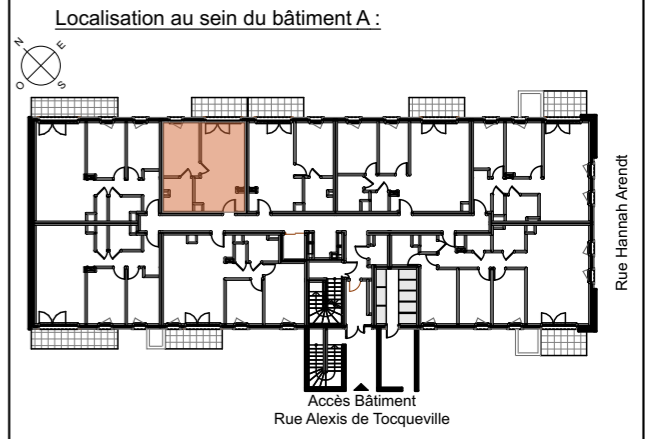 Localisation au sein du bâtiment A :
N
E
O
S
Rue Hannah Arendt
Accès Bâtiment
Rue Alexis de Tocqueville